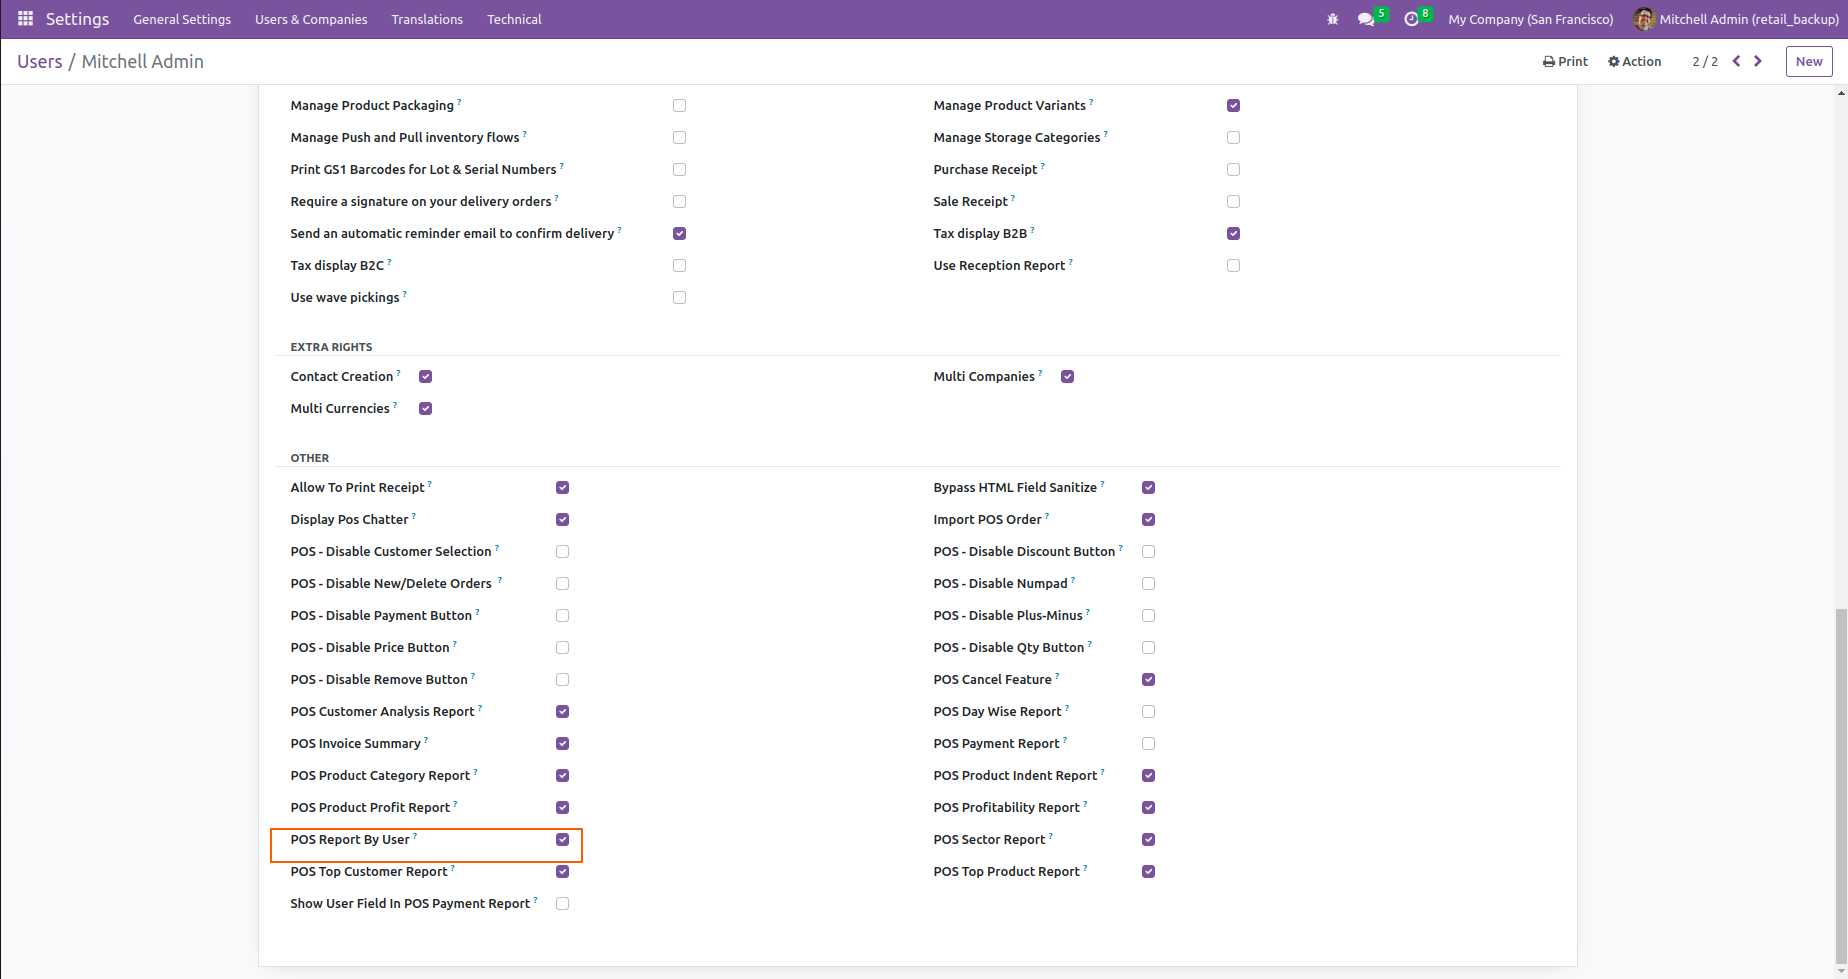 Settings General Settings Users & Companies Translations Technical 5 8 My Company (San Francisco) Mitchell Admin (retail_backup)
Users / Mitchell Admin Print Action 2 / 2 New
Manage Product Packaging ? Manage Product Variants ?
Manage Push and Pull inventory flows ? Manage Storage Categories ?
Print GS1 Barcodes for Lot & Serial Numbers ? Purchase Receipt ?
Require a signature on your delivery orders ? Sale Receipt ?
Send an automatic reminder email to confirm delivery ? Tax display B2B ?
Tax display B2C ? Use Reception Report ?
Use wave pickings ?
EXTRA RIGHTS
Contact Creation ? Multi Companies ?
Multi Currencies ?
OTHER
Allow To Print Receipt ? Bypass HTML Field Sanitize ?
Display Pos Chatter ? Import POS Order ?
POS - Disable Customer Selection ? POS - Disable Discount Button ?
POS - Disable New/Delete Orders ? POS - Disable Numpad ?
POS - Disable Payment Button ? POS - Disable Plus-Minus ?
POS - Disable Price Button ? POS - Disable Qty Button ?
POS - Disable Remove Button ? POS Cancel Feature ?
POS Customer Analysis Report ? POS Day Wise Report ?
POS Invoice Summary ? POS Payment Report ?
POS Product Category Report ? POS Product Indent Report ?
POS Product Profit Report ? POS Profitability Report ?
POS Report By User ? POS Sector Report ?
POS Top Customer Report ? POS Top Product Report ?
Show User Field In POS Payment Report ?